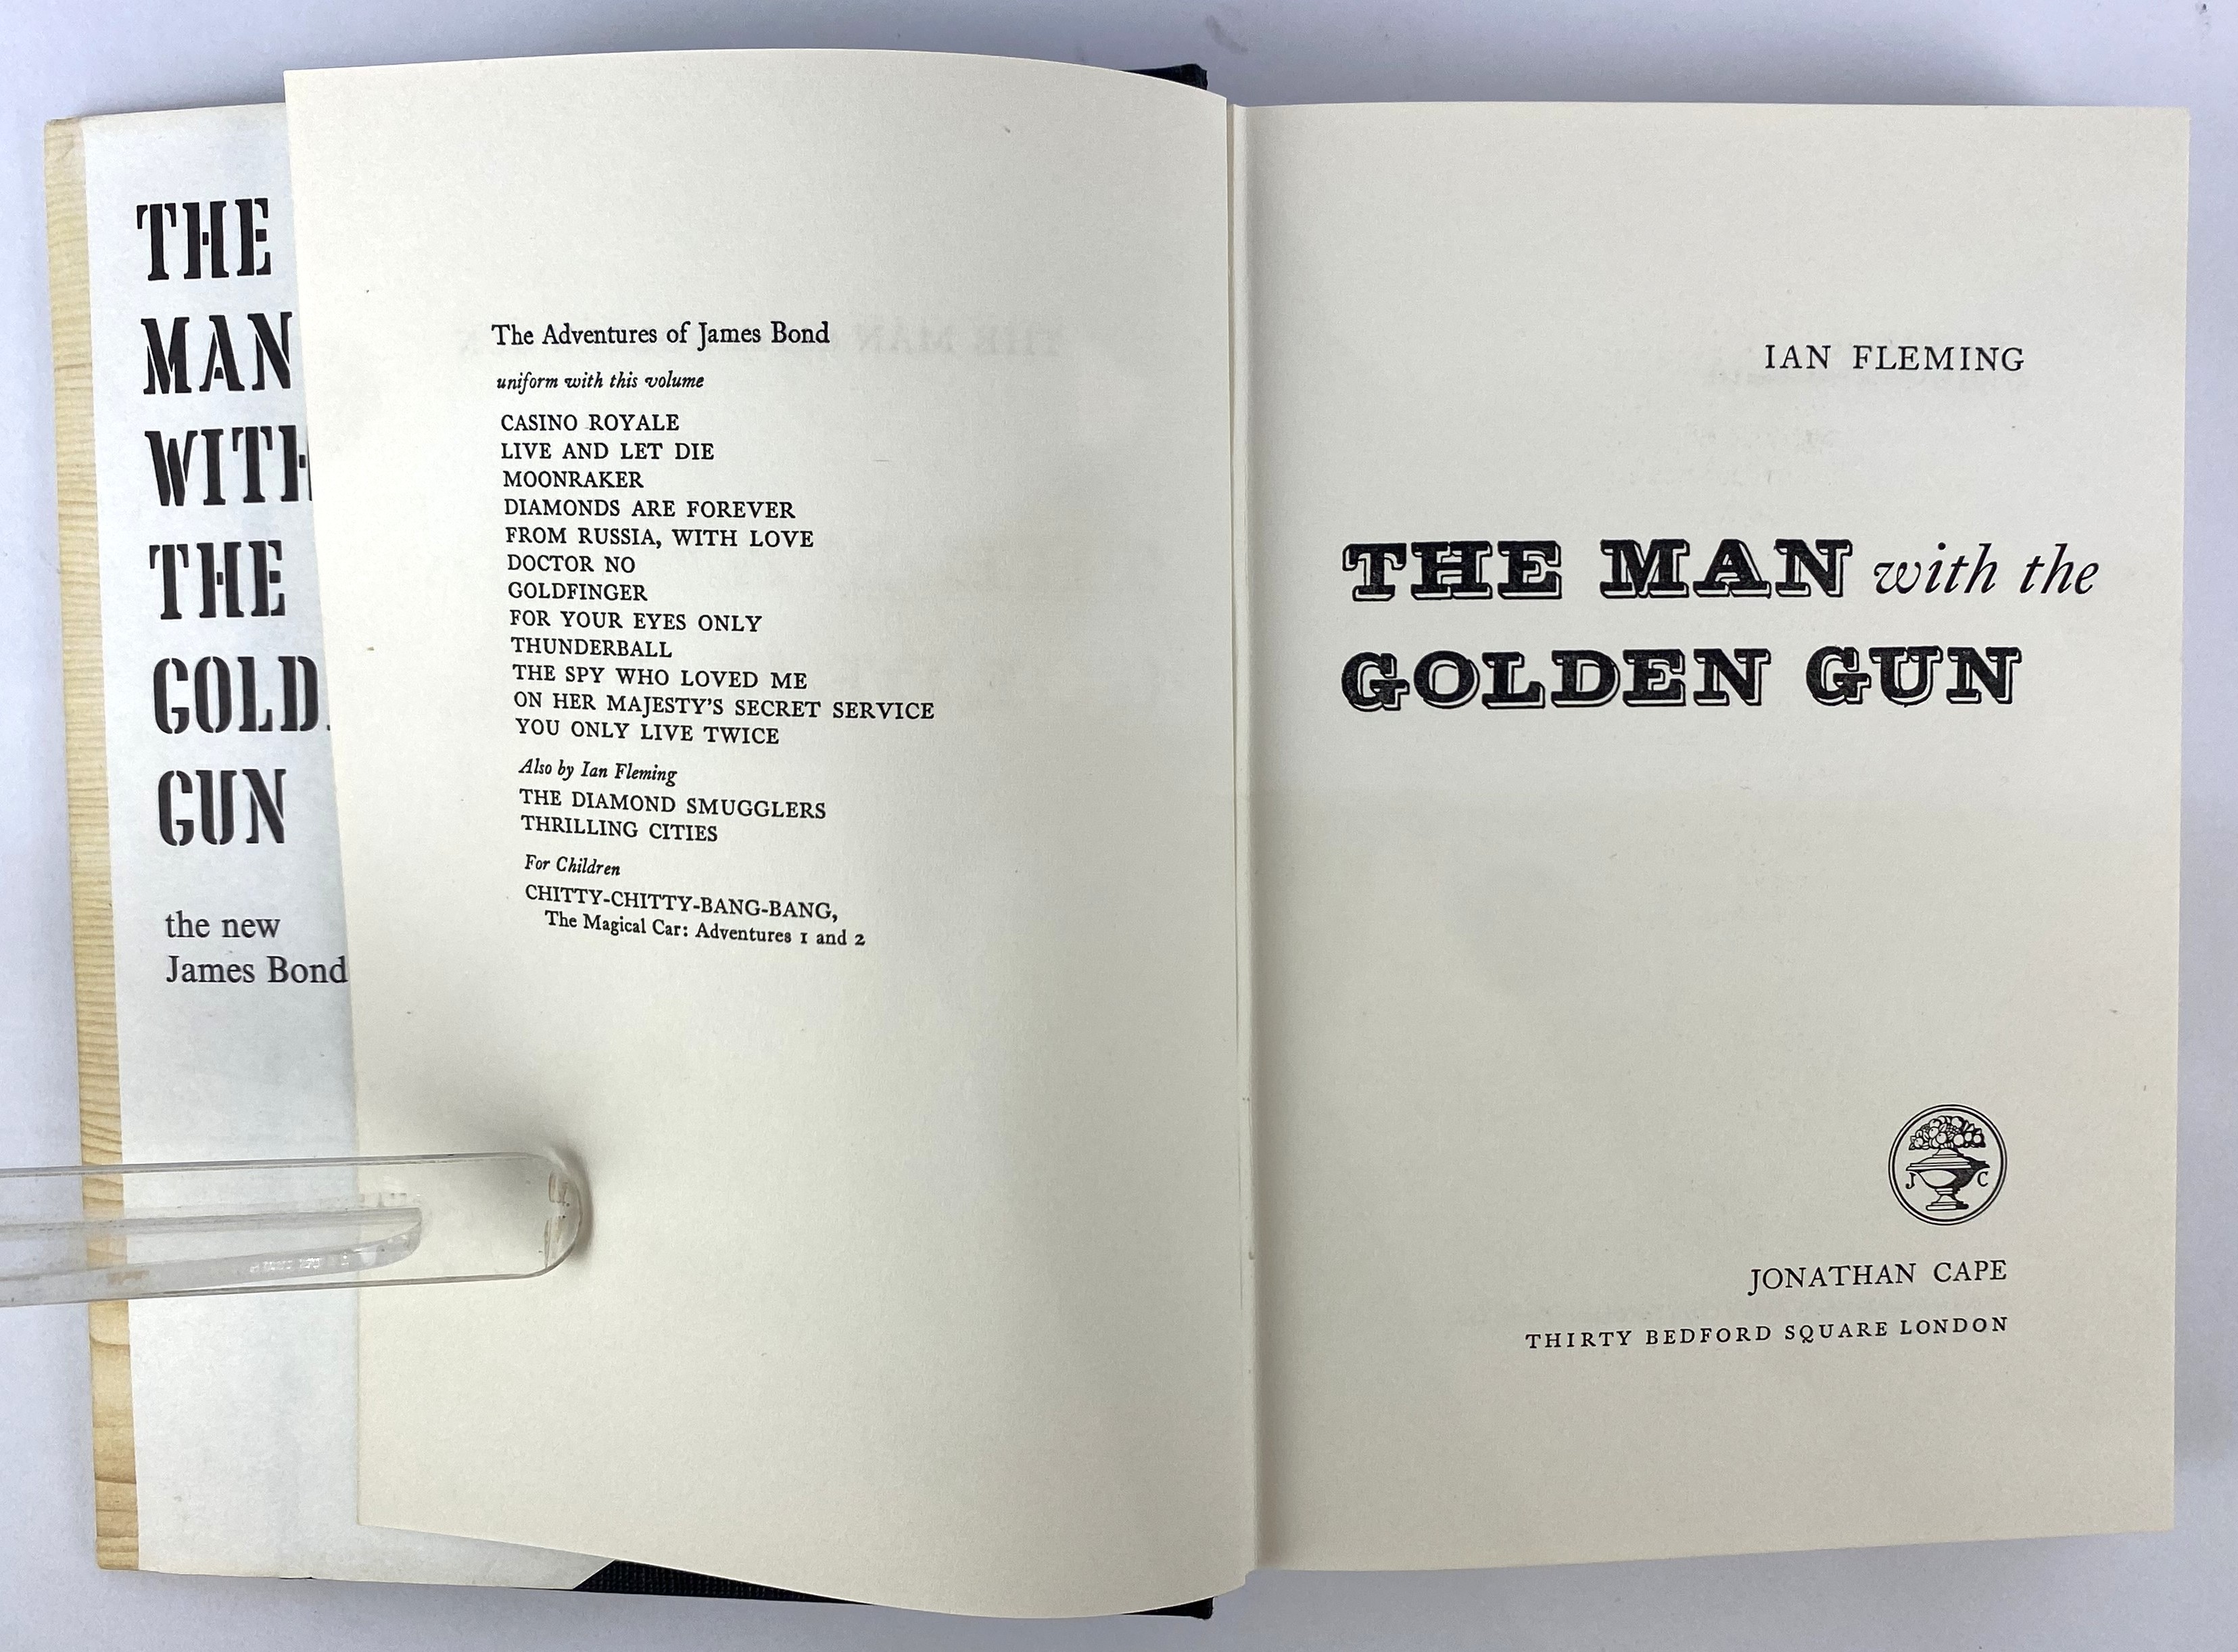 THE
MAN
WITH
THE
GOLD
GUN
the new
James Bond
The Adventures of James Bond
uniform with this volume
CASINO ROYALE
LIVE AND LET DIE
MOONRAKER
DIAMONDS ARE FOREVER
FROM RUSSIA, WITH LOVE
DOCTOR NO
GOLDFINGER
FOR YOUR EYES ONLY
THUNDERBALL
THE SPY WHO LOVED ME
ON HER MAJESTY'S SECRET SERVICE
YOU ONLY LIVE TWICE
Also by Ian Fleming
THE DIAMOND SMUGGLERS
THRILLING CITIES
For Children
CHITTY-CHITTY-BANG-BANG,
The Magical Car: Adventures 1 and 2
IAN FLEMING
THE MAN with the
GOLDEN GUN
J C
JONATHAN CAPE
THIRTY BEDFORD SQUARE LONDON